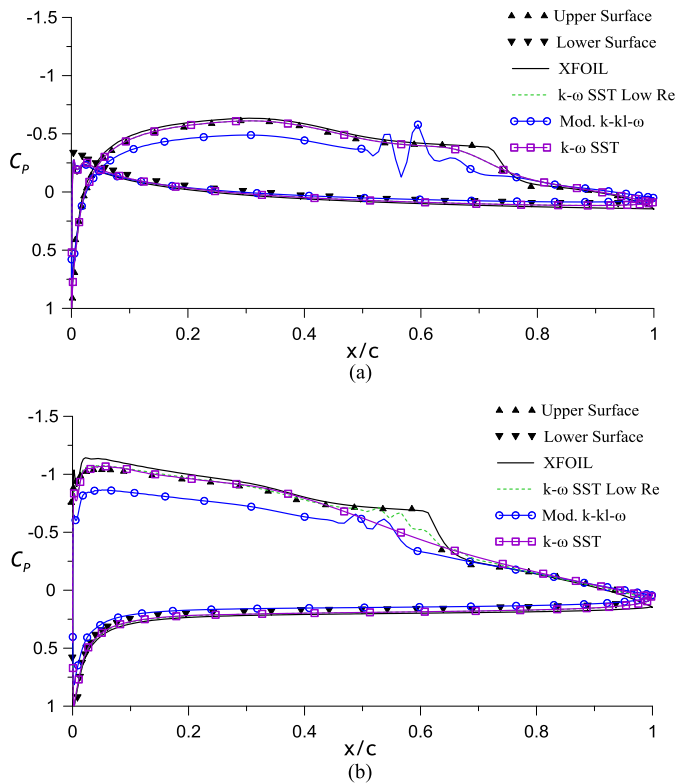 -1.5
-1
-0.5
0
0.5
1
C_P
0
0.2
0.4
0.6
0.8
1
x/c
Upper Surface
Lower Surface
XFOIL
k-ω SST Low Re
Mod. k-kl-ω
k-ω SST
(a)
-1.5
-1
-0.5
0
0.5
1
C_P
0
0.2
0.4
0.6
0.8
1
x/c
Upper Surface
Lower Surface
XFOIL
k-ω SST Low Re
Mod. k-kl-ω
k-ω SST
(b)